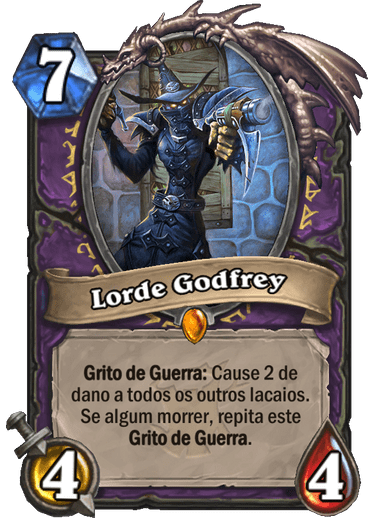 7
Lorde Godfrey
Grito de Guerra: Cause 2 de
dano a todos os outros lacaios.
Se algum morrer, repita este
Grito de Guerra.
4
4